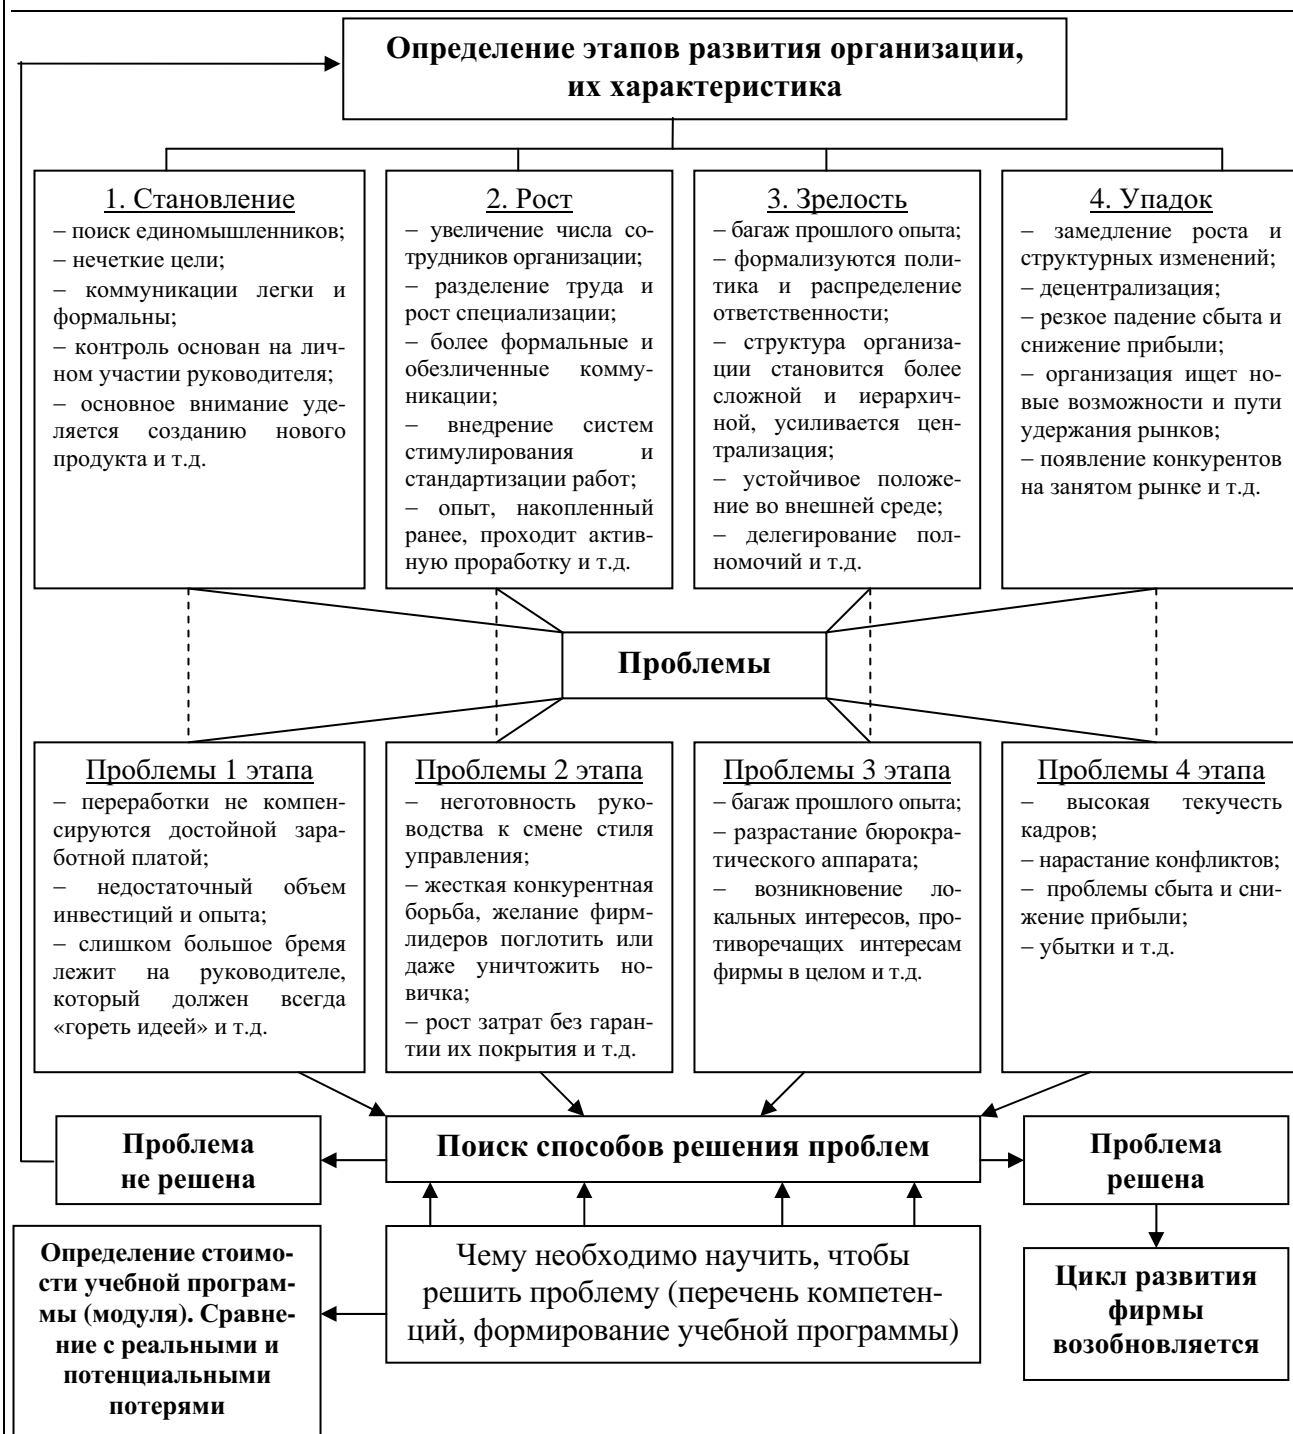 Определение этапов развития организации,
их характеристика
1. Становление
– поиск единомышленников;
– нечеткие цели;
– коммуникации легки и
формальны;
– контроль основан на лич-
ном участии руководителя;
– основное внимание уде-
ляется созданию нового
продукта и т.д.
2. Рост
– увеличение числа со-
трудников организации;
– разделение труда и
рост специализации;
– более формальные и
обезличенные комму-
никации;
– внедрение систем
стимулирования и
стандартизации работ;
– опыт, накопленный
ранее, проходит актив-
ную проработку и т.д.
3. Зрелость
– багаж прошлого опыта;
– формализуются поли-
тика и распределение
ответственности;
– структура организа-
ции становится более
сложной и иерархич-
ной, усиливается цен-
трализация;
– устойчивое положе-
ние во внешней среде;
– делегирование пол-
номочий и т.д.
4. Упадок
– замедление роста и
структурных изменений;
– децентрализация;
– резкое падение сбыта и
снижение прибыли;
– организация ищет но-
вые возможности и пути
удержания рынков;
– появление конкурентов
на занятом рынке и т.д.
Проблемы
Проблемы 1 этапа
– переработки не компен-
сируются достойной зара-
ботной платой;
– недостаточный объем
инвестиций и опыта;
– слишком большое бремя
лежит на руководителе,
который должен всегда
«гореть идеей» и т.д.
Проблемы 2 этапа
– неготовность руко-
водства к смене стиля
управления;
– жесткая конкурентная
борьба, желание фирм-
лидеров поглотить или
даже уничтожить но-
вичка;
– рост затрат без гаран-
тии их покрытия и т.д.
Проблемы 3 этапа
– багаж прошлого опыта;
– разрастание бюрокра-
тического аппарата;
– возникновение ло-
кальных интересов, про-
тиворечащих интересам
фирмы в целом и т.д.
Проблемы 4 этапа
– высокая текучесть
кадров;
– нарастание конфликтов;
– проблемы сбыта и сни-
жение прибыли;
– убытки и т.д.
Проблема
не решена
Поиск способов решения проблем
Проблема
решена
Определение стоимо-
сти учебной програм-
мы (модуля). Сравне-
ние с реальными и
потенциальными
потерями
Чему необходимо научить, чтобы
решить проблему (перечень компетен-
ций, формирование учебной программы)
Цикл развития
фирмы
возобновляется